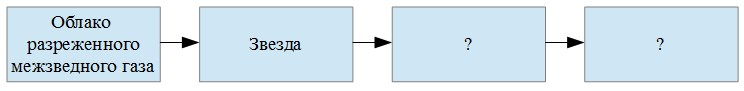 Облако
разреженного
межзведного газа
Звезда
?
?